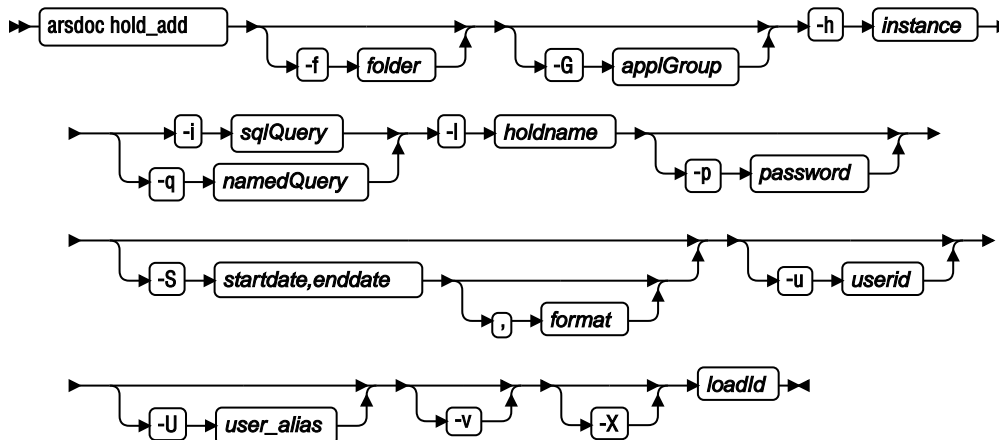 arsdoc hold_add -f folder -G applGroup -h instance
-i sqlQuery -l holdname -p password
-q namedQuery
-S startdate,enddate , format -u userid
-U user_alias -v -X loadId